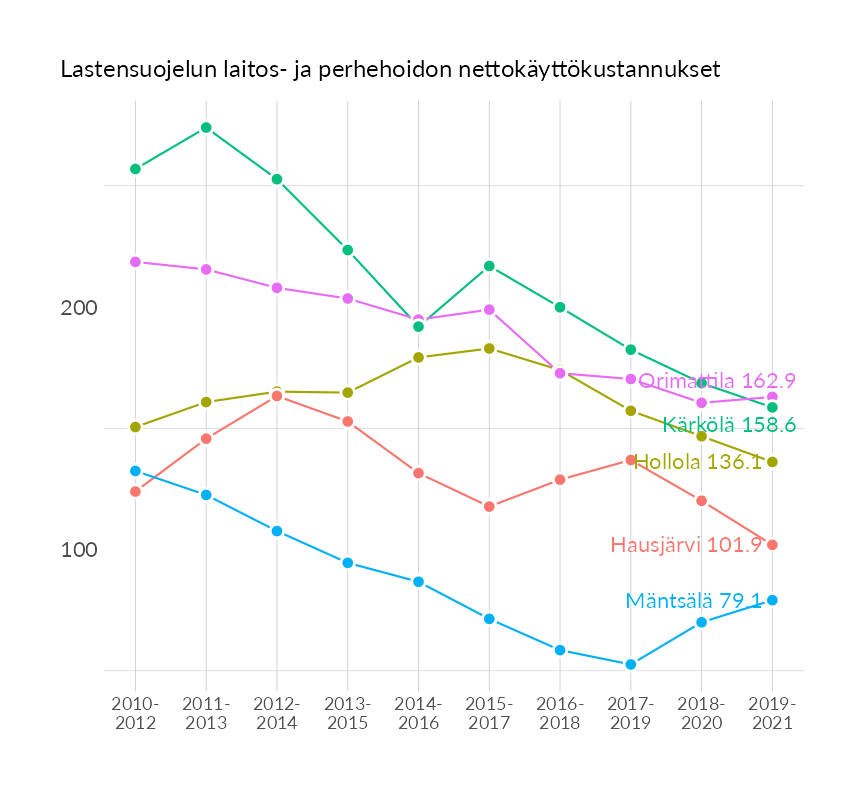 Lastensuojelun laitos- ja perhehoidon nettokäyttökustannukset
200
100
Orimattila 162.9
Kärkölä 158.6
Hollola 136.1
Hausjärvi 101.9
Mäntsälä 79.1
2010- 2011- 2012- 2013- 2014- 2015- 2016- 2017- 2018- 2019-
2012 2013 2014 2015 2016 2017 2018 2019 2020 2021